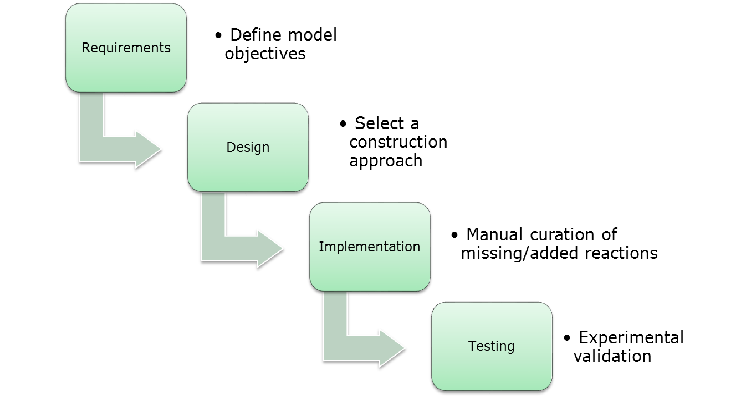 Requirements
• Define model
objectives
Design
• Select a
construction
approach
Implementation
• Manual curation of
missing/added reactions
Testing
• Experimental
validation